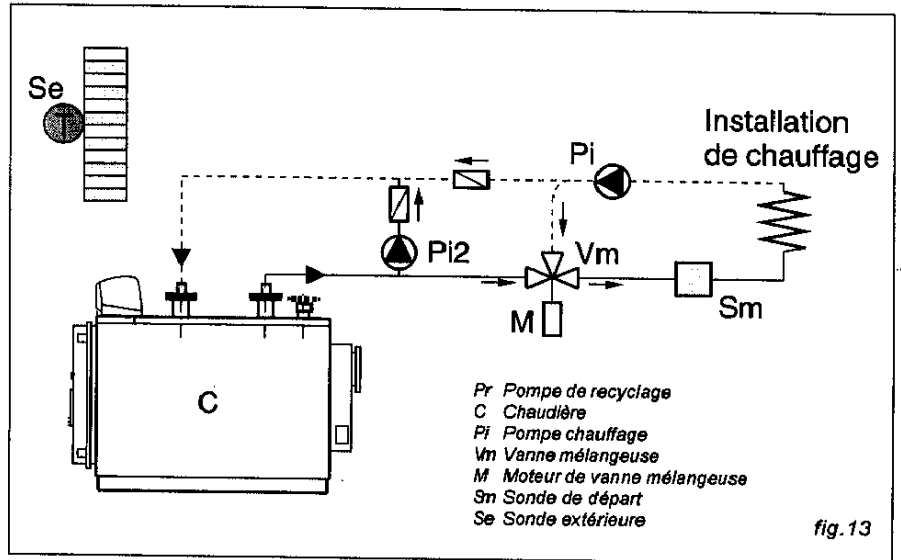 Se
T
Installation
de chauffage
Pi
Pi2
Vm
Sm
M
C
Pr Pompe de recyclage
C Chaudière
Pi Pompe chauffage
Vm Vanne mélangeuse
M Moteur de vanne mélangeuse
Sm Sonde de départ
Se Sonde extérieure
fig.13